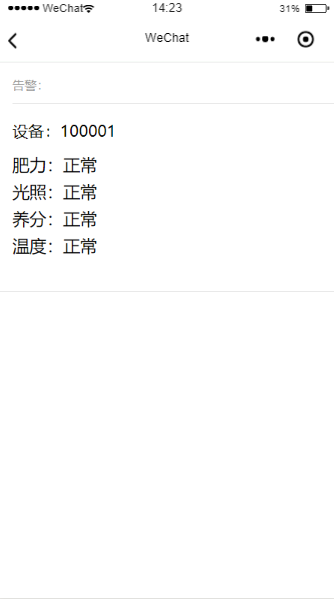 WeChat 14:23 31%
WeChat
告警：
设备：100001
肥力：正常
光照：正常
养分：正常
温度：正常